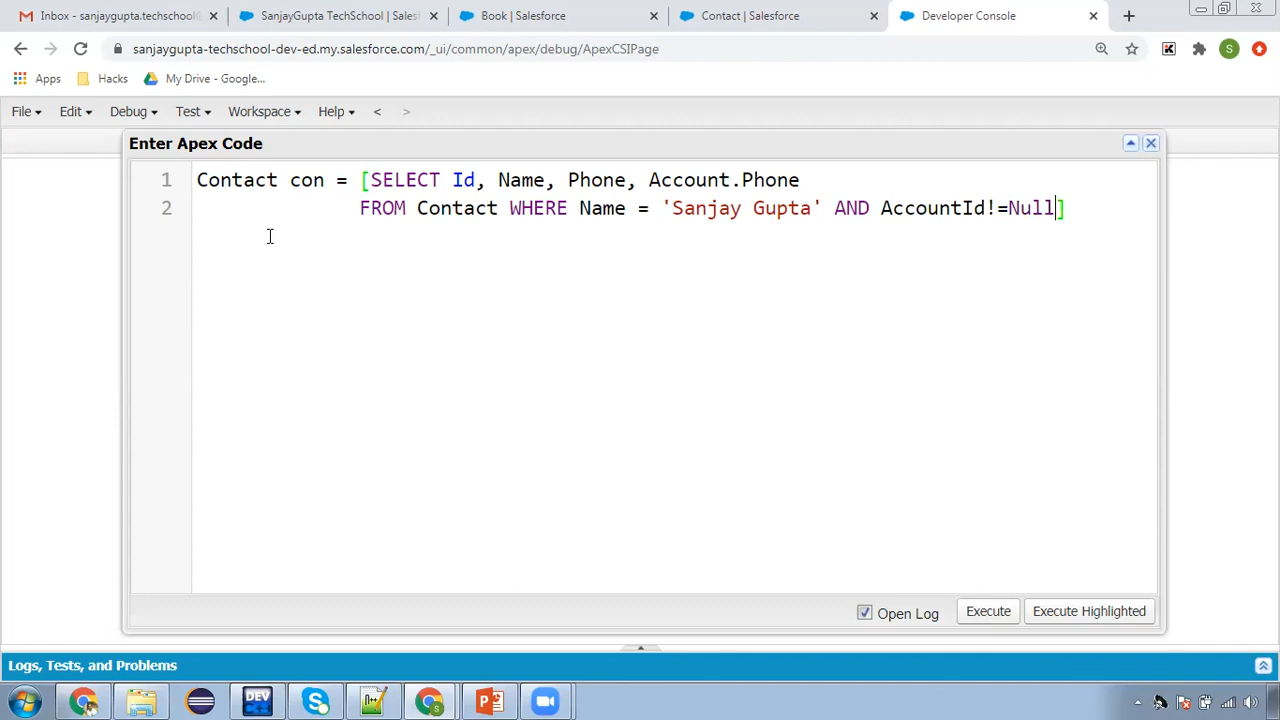 Inbox - sanjaygupta.techschool
SanjayGupta TechSchool | Sales
Book | Salesforce
Contact | Salesforce
Developer Console
sanjaygupta-techschool-dev-ed.my.salesforce.com/_ui/common/apex/debug/ApexCSIPage
S
Apps
Hacks
My Drive - Google...
File
Edit
Debug
Test
Workspace
Help
<
>
Enter Apex Code
1 Contact con = [SELECT Id, Name, Phone, Account.Phone
2 FROM Contact WHERE Name = 'Sanjay Gupta' AND AccountId!=Null]
Open Log
Execute
Execute Highlighted
Logs, Tests, and Problems
DEV